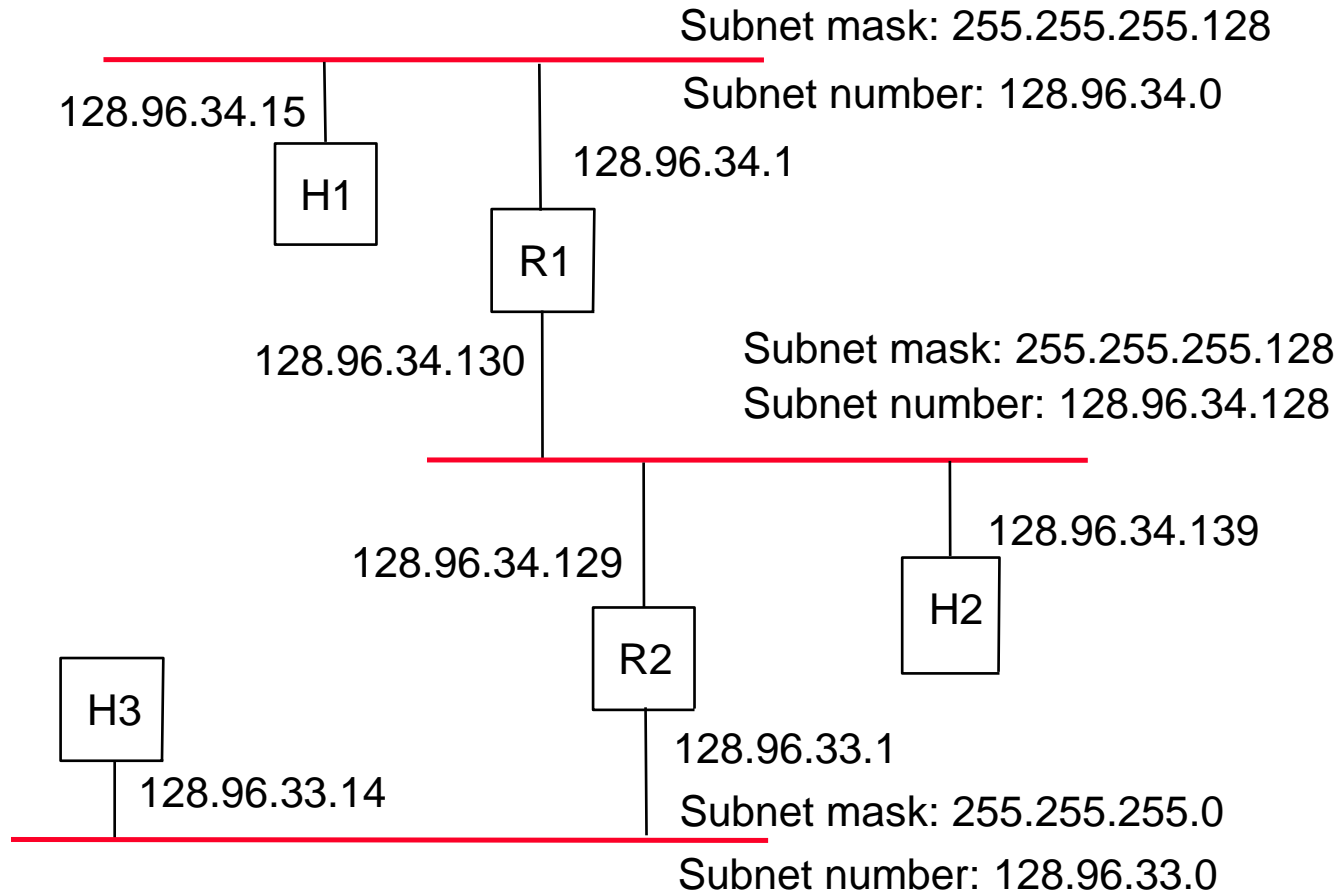 Subnet mask: 255.255.255.128
Subnet number: 128.96.34.0
128.96.34.15
128.96.34.1
H1
R1
128.96.34.130
Subnet mask: 255.255.255.128
Subnet number: 128.96.34.128
128.96.34.139
128.96.34.129
H2
R2
H3
128.96.33.1
128.96.33.14
Subnet mask: 255.255.255.0
Subnet number: 128.96.33.0